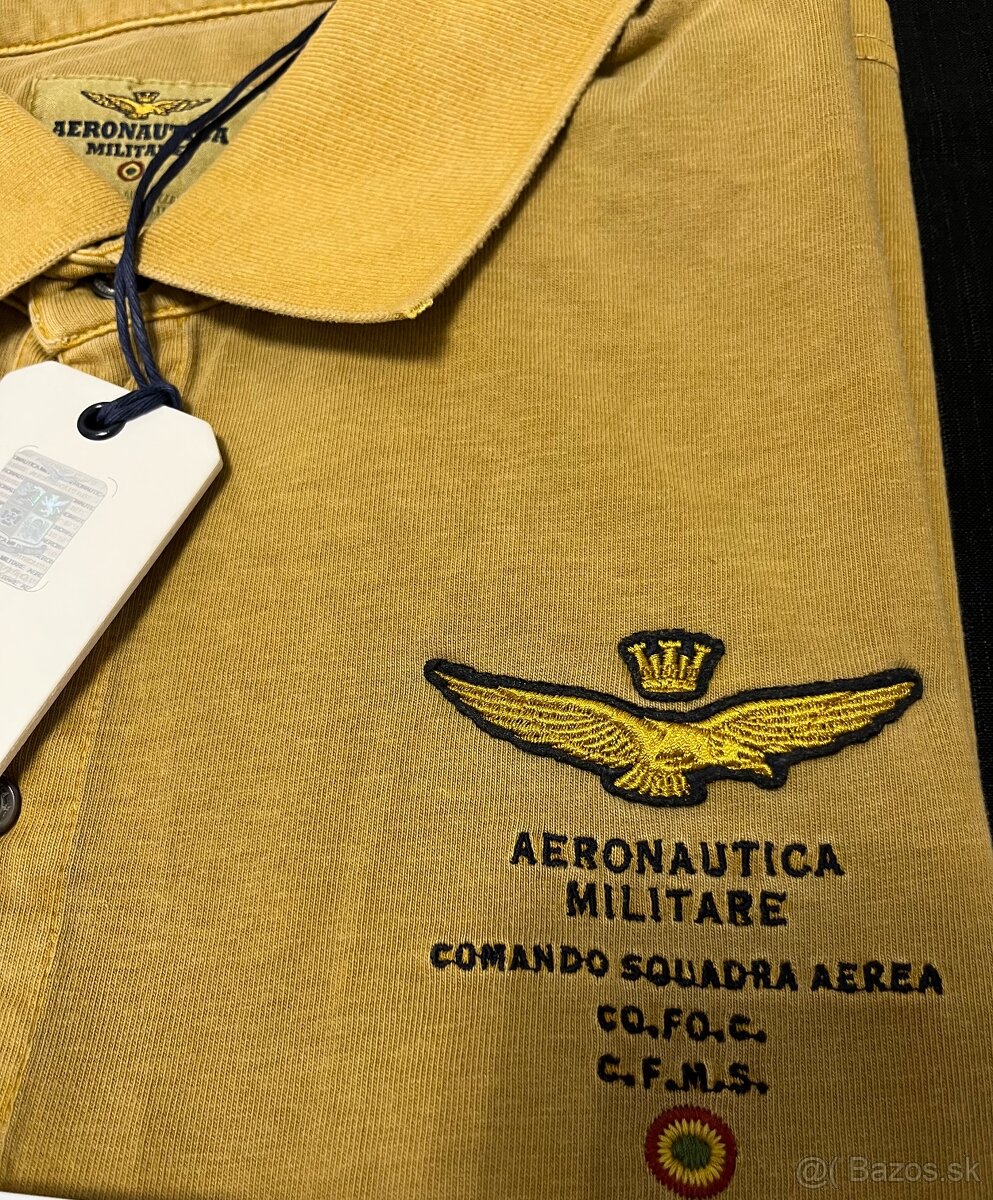 AERONAUTICA
MILITARE
AERONAUTICA
MILITARE
COMANDO SQUADRA AEREA
CO.FO.C.
C.F.M.S.
@( Bazos.sk